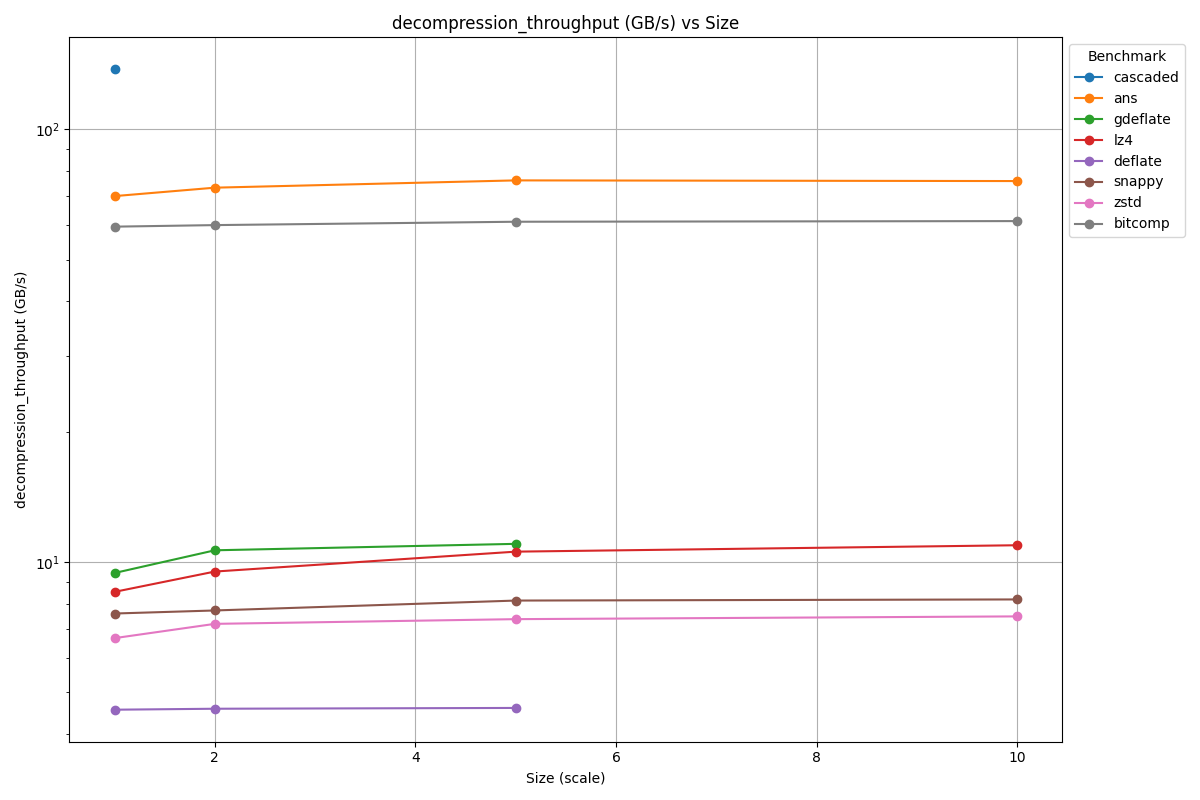 decompression_throughput (GB/s) vs Size
decompression_throughput (GB/s)
10²
10¹
2 4 6 8 10
Size (scale)
Benchmark
cascaded
ans
gdeflate
lz4
deflate
snappy
zstd
bitcomp